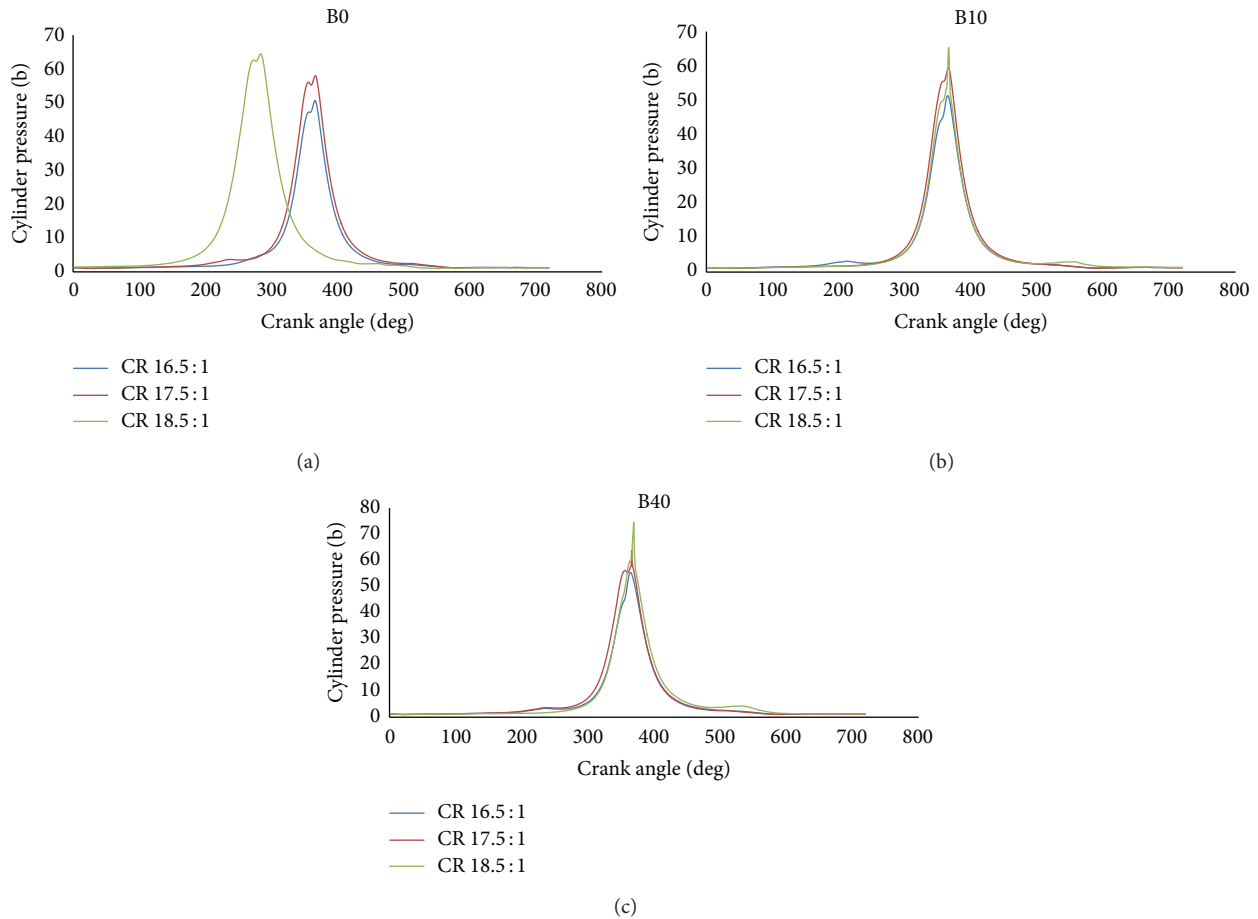 B0
70
60
50
40
30
20
10
0
Cylinder pressure (b)
0 100 200 300 400 500 600 700 800
Crank angle (deg)
CR 16.5 : 1
CR 17.5 : 1
CR 18.5 : 1
(a)
B10
70
60
50
40
30
20
10
0
Cylinder pressure (b)
0 100 200 300 400 500 600 700 800
Crank angle (deg)
CR 16.5 : 1
CR 17.5 : 1
CR 18.5 : 1
(b)
B40
80
70
60
50
40
30
20
10
0
Cylinder pressure (b)
0 100 200 300 400 500 600 700 800
Crank angle (deg)
CR 16.5 : 1
CR 17.5 : 1
CR 18.5 : 1
(c)